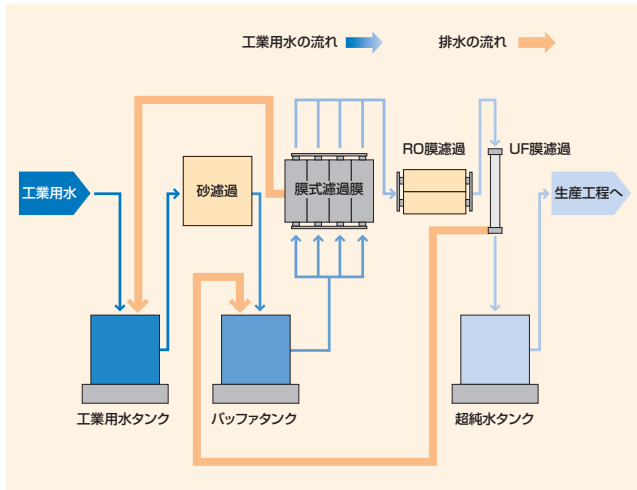 工業用水の流れ
排水の流れ
RO膜濾過
UF膜濾過
工業用水
砂濾過
膜式濾過膜
生産工程へ
工業用水タンク
バッファタンク
超純水タンク